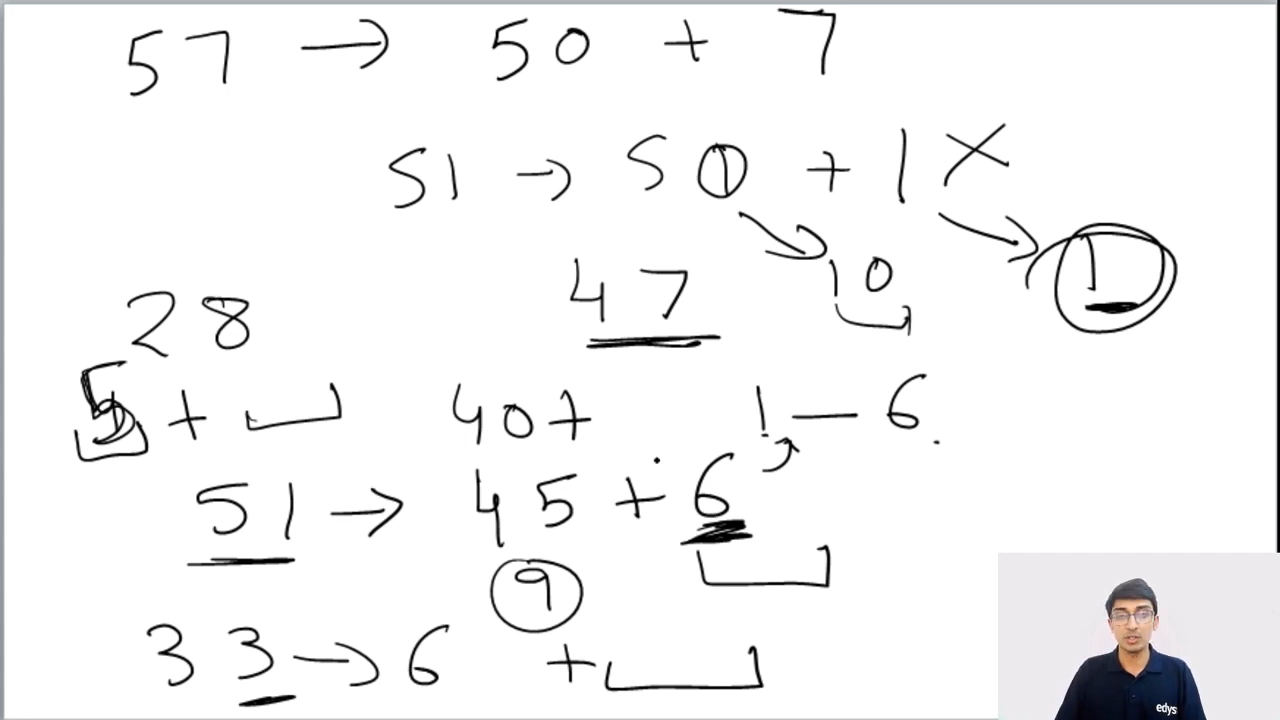 57 → 50 + 7
51 → 50 + 1 X
10 1
28 47
5 + 40+ 1 — 6
51 → 45 + 6
9
33 → 6 +
edys